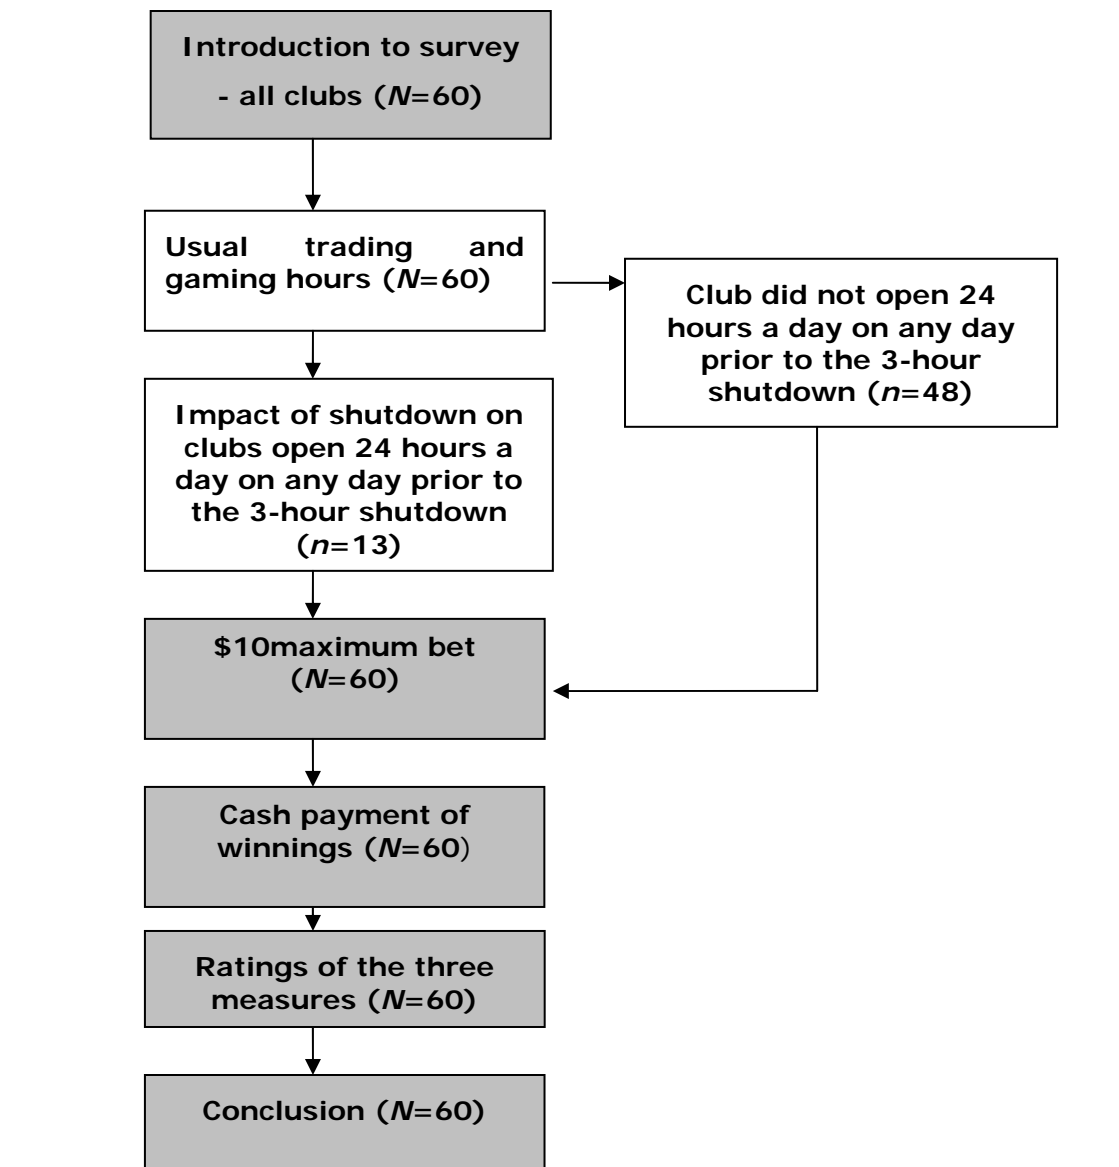 Introduction to survey
- all clubs (N=60)
Usual trading and
gaming hours (N=60)
Club did not open 24
hours a day on any day
prior to the 3-hour
shutdown (n=48)
Impact of shutdown on
clubs open 24 hours a
day on any day prior to
the 3-hour shutdown
(n=13)
$10maximum bet
(N=60)
Cash payment of
winnings (N=60)
Ratings of the three
measures (N=60)
Conclusion (N=60)